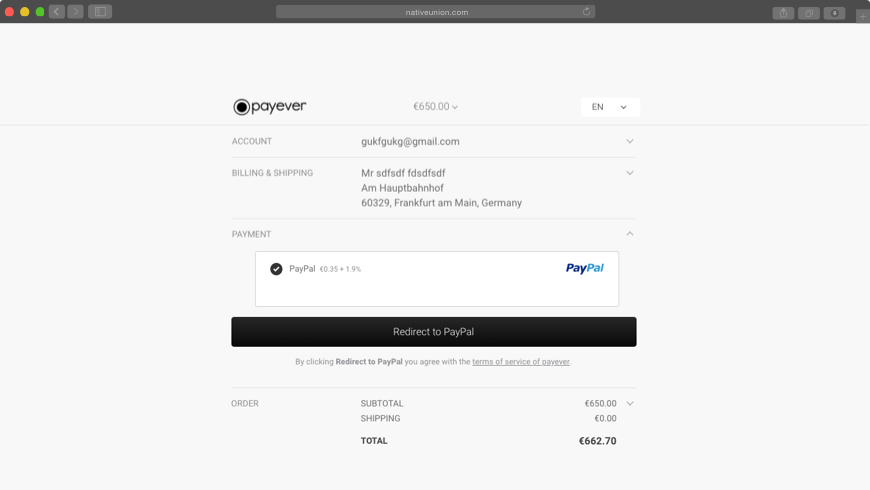 nativeunion.com
payever €650.00 EN
ACCOUNT gukfgukg@gmail.com
BILLING & SHIPPING Mr sdfsdf fdsdfsdf
Am Hauptbahnhof
60329, Frankfurt am Main, Germany
PAYMENT
PayPal €0.35 + 1.9% PayPal
Redirect to PayPal
By clicking Redirect to PayPal you agree with the terms of service of payever.
ORDER SUBTOTAL €650.00
SHIPPING €0.00
TOTAL €662.70